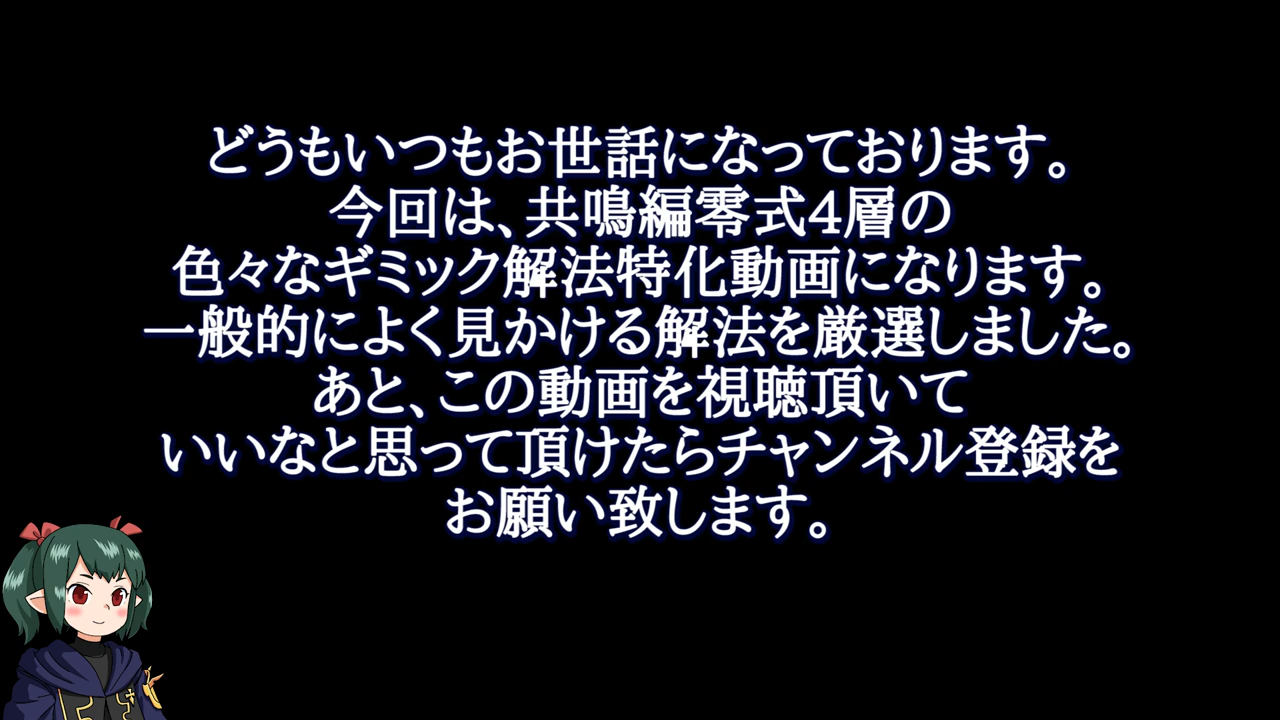 どうもいつもお世話になっております。
今回は、共鳴編零式４層の
色々なギミック解法特化動画になります。
一般的によく見かける解法を厳選しました。
あと、この動画を視聴頂いて
いいなと思って頂けたらチャンネル登録を
お願い致します。